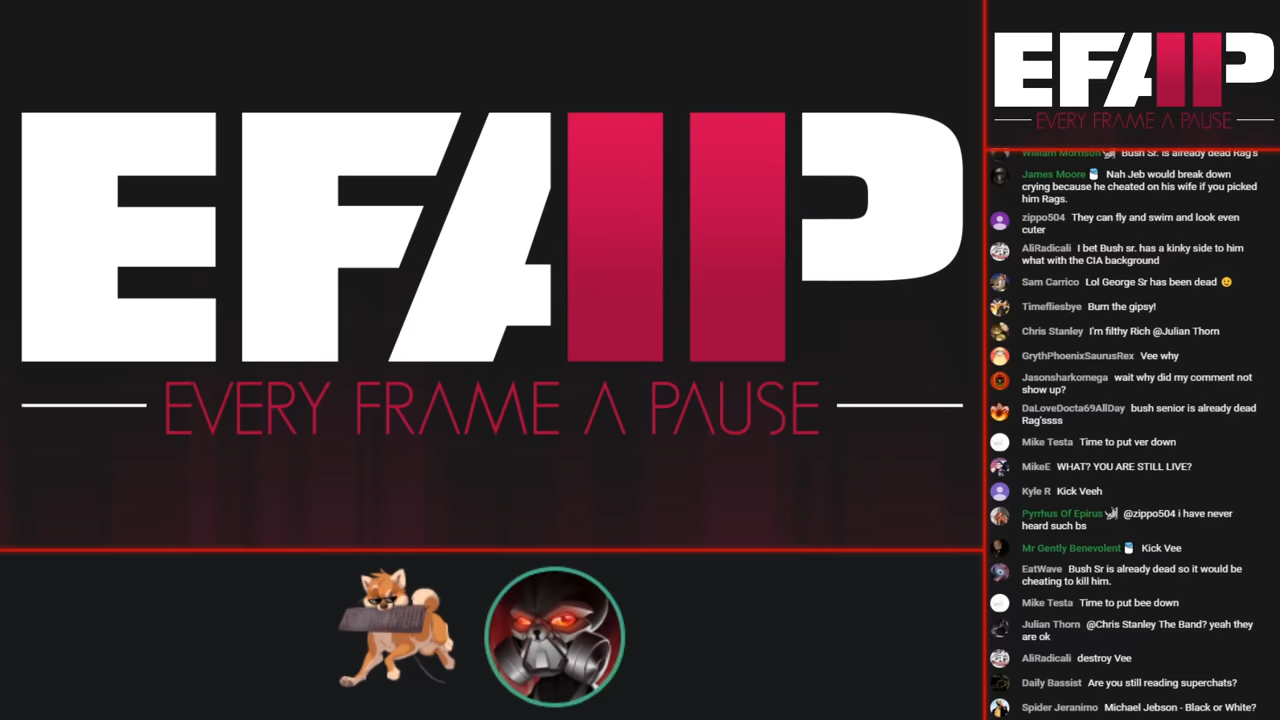 EFAP
EVERY FRAME A PAUSE
EFAP
EVERY FRAME A PAUSE
William Morrison Bush Sr. is already dead Rag's
James Moore Nah Jeb would break down
crying because he cheated on his wife if you picked
him Rags.
zippo504 They can fly and swim and look even
cuter
AliRadicali I bet Bush sr. has a kinky side to him
what with the CIA background
Sam Carrico Lol George Sr has been dead
Timefliesbye Burn the gipsy!
Chris Stanley I'm filthy Rich @Julian Thorn
GrythPhoenixSaurusRex Vee why
Jasonsharkomega wait why did my comment not
show up?
DaLoveDocta69AllDay bush senior is already dead
Rag'ssss
Mike Testa Time to put ver down
MikeE WHAT? YOU ARE STILL LIVE?
Kyle R Kick Veeh
Pyrrhus Of Epirus @zippo504 i have never
heard such bs
Mr Gently Benevolent Kick Vee
EatWave Bush Sr is already dead so it would be
cheating to kill him.
Mike Testa Time to put bee down
Julian Thorn @Chris Stanley The Band? yeah they
are ok
AliRadicali destroy Vee
Daily Bassist Are you still reading superchats?
Spider Jeranimo Michael Jebson - Black or White?